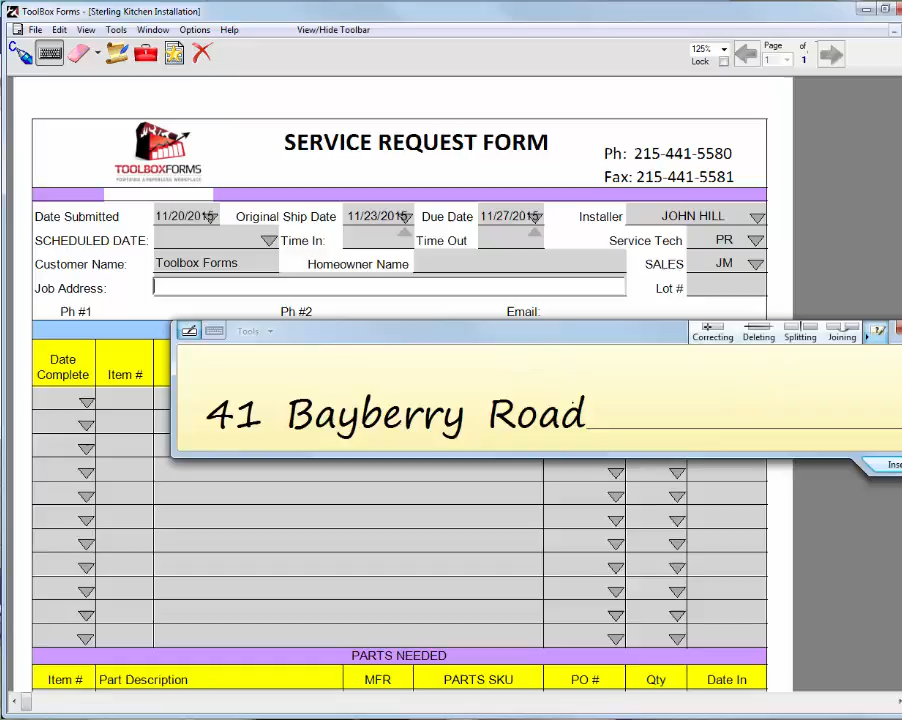 ToolBox Forms - [Sterling Kitchen Installation]
File Edit View Tools Window Options Help View/Hide Toolbar
125% Page of
Lock 1 1
TOOLBOXFORMS
SERVICE REQUEST FORM
Ph: 215-441-5580
Fax: 215-441-5581
Date Submitted 11/20/2015 Original Ship Date 11/23/2015 Due Date 11/27/2015 Installer JOHN HILL
SCHEDULED DATE: Time In: Time Out Service Tech PR
Customer Name: Toolbox Forms Homeowner Name SALES JM
Job Address: Lot #
Ph #1 Ph #2 Email:
Tools Correcting Deleting Splitting Joining
Date Complete Item #
41 Bayberry Road
Inse
PARTS NEEDED
Item # Part Description MFR PARTS SKU PO # Qty Date In